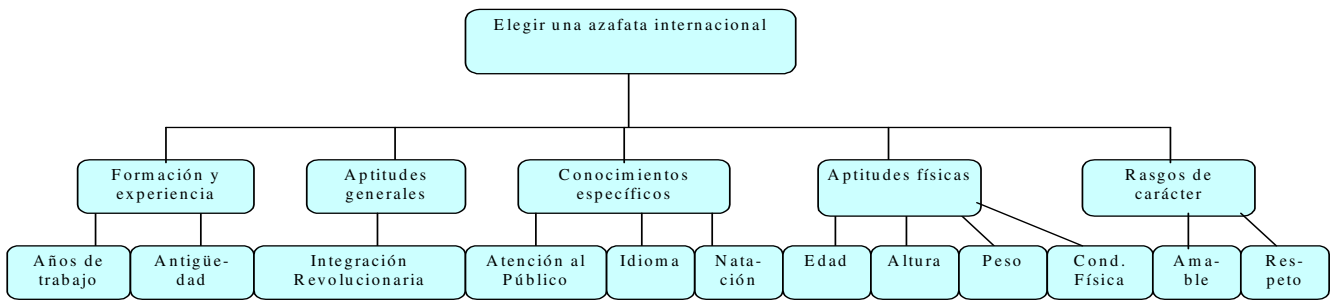 Elegir una azafata internacional
Formación y
experiencia
Aptitudes
generales
Conocimientos
específicos
Aptitudes físicas
Rasgos de
carácter
Años de
trabajo
Antigüe-
dad
Integración
Revolucionaria
Atención al
Público
Idioma
Nata-
ción
Edad
Altura
Peso
Cond.
Física
Ama-
ble
Res-
peto